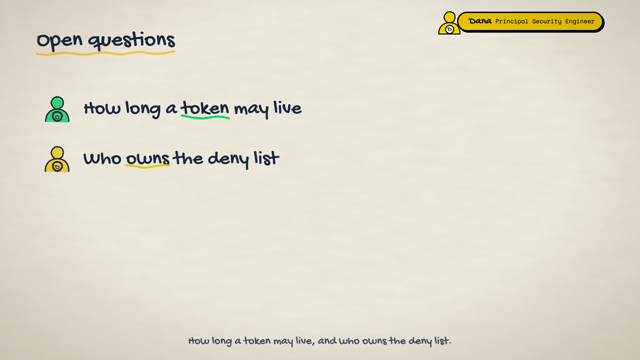 Open questions
Dana Principal Security Engineer
How long a token may live
Who owns the deny list
How long a token may live, and who owns the deny list.